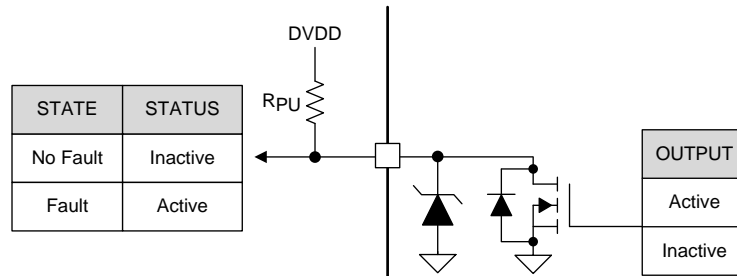 DVDD
RPU
STATE STATUS
No Fault Inactive
Fault Active
OUTPUT
Active
Inactive